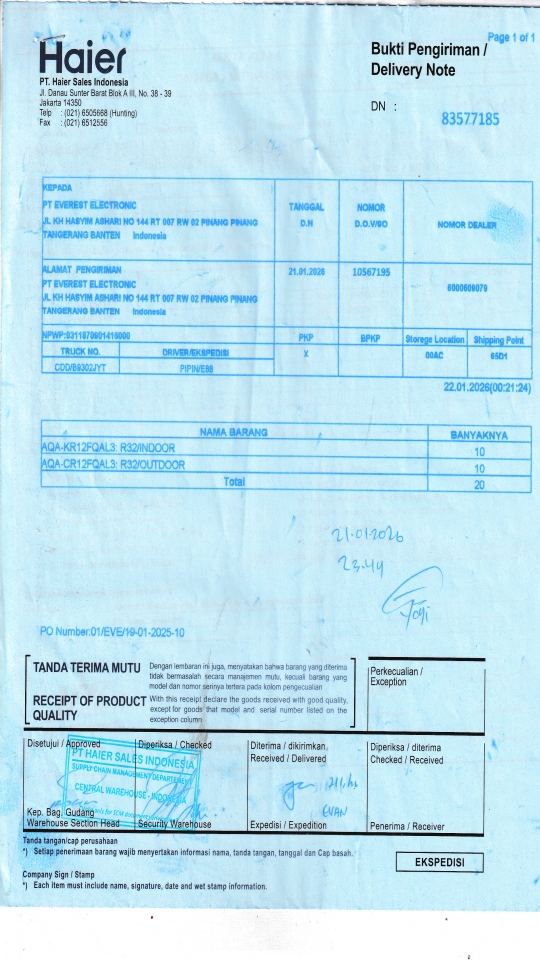 Page 1 of 1
Haier
Bukti Pengiriman /
Delivery Note
PT. Haier Sales Indonesia
Jl. Danau Sunter Barat Blok A III, No. 38 - 39
Jakarta 14350
Telp : (021) 6505668 (Hunting)
Fax : (021) 6512556
DN :
83577185
KEPADA
PT EVEREST ELECTRONIC
JL KH HASYIM ASHARI NO 144 RT 007 RW 02 PINANG PINANG
TANGERANG BANTEN Indonesia
TANGGAL
D.N
NOMOR
D.O.V/SO
NOMOR DEALER
ALAMAT PENGIRIMAN
PT EVEREST ELECTRONIC
JL KH HASYIM ASHARI NO 144 RT 007 RW 02 PINANG PINANG
TANGERANG BANTEN Indonesia
21.01.2026
10567195
6000609079
NPWP:0311870901416000
PKP
BPKP
Storege Location
Shipping Point
TRUCK NO.
DRIVER/EKSPEDISI
X
00AC
65D1
CDD/B9302JYT
PIPIN/E88
22.01.2026(00:21:24)
NAMA BARANG
BANYAKNYA
AQA-KR12FQAL3: R32/INDOOR
10
AQA-CR12FQAL3: R32/OUTDOOR
10
Total
20
21-01-2026
23.49
Yogi
PO Number:01/EVE/19-01-2025-10
TANDA TERIMA MUTU
Dengan lembaran ini juga, menyatakan bahwa barang yang diterima
tidak bermasalah secara manajemen mutu, kecuali barang yang
model dan nomor serinya tertera pada kolom pengecualian
RECEIPT OF PRODUCT
QUALITY
With this receipt declare the goods received with good quality,
except for goods that model and serial number listed on the
exception column
Perkecualian /
Exception
Disetujui / Approved
Diperiksa / Checked
Diterima / dikirimkan
Received / Delivered
Diperiksa / diterima
Checked / Received
PT HAIER SALES INDONESIA
SUPPLY CHAIN MANAGEMENT DEPARTEMENT
CENTRAL WAREHOUSE - INDONESIA
EVAN
Kep. Bag. Gudang
Warehouse Section Head
Security Warehouse
Expedisi / Expedition
Penerima / Receiver
Tanda tangan/cap perusahaan
*) Setiap penerimaan barang wajib menyertakan informasi nama, tanda tangan, tanggal dan Cap basah.
EKSPEDISI
Company Sign / Stamp
*) Each item must include name, signature, date and wet stamp information.